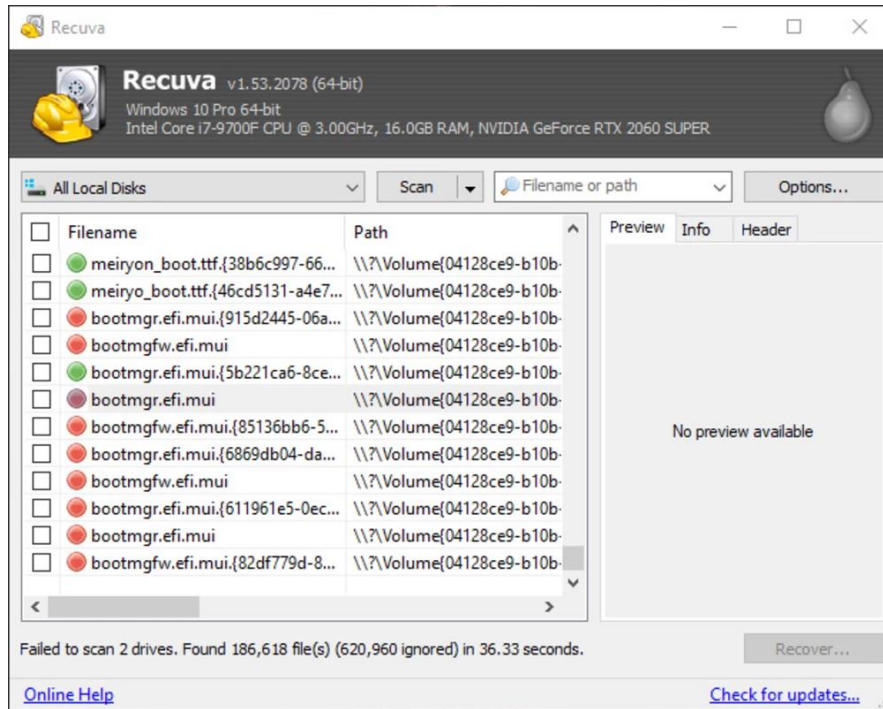 Recuva
Recuva v1.53.2078 (64-bit)
Windows 10 Pro 64-bit
Intel Core i7-9700F CPU @ 3.00GHz, 16.0GB RAM, NVIDIA GeForce RTX 2060 SUPER
All Local Disks Scan Filename or path Options...
Filename Path
meiryon_boot.ttf.{38b6c997-66... \\?\Volume{04128ce9-b10b-
meiryo_boot.ttf.{46cd5131-a4e7... \\?\Volume{04128ce9-b10b-
bootmgr.efi.mui.{915d2445-06a... \\?\Volume{04128ce9-b10b-
bootmgfw.efi.mui \\?\Volume{04128ce9-b10b-
bootmgr.efi.mui.{5b221ca6-8ce... \\?\Volume{04128ce9-b10b-
bootmgr.efi.mui \\?\Volume{04128ce9-b10b-
bootmgfw.efi.mui.{85136bb6-5... \\?\Volume{04128ce9-b10b-
bootmgr.efi.mui.{6869db04-da... \\?\Volume{04128ce9-b10b-
bootmgfw.efi.mui \\?\Volume{04128ce9-b10b-
bootmgr.efi.mui.{611961e5-0ec... \\?\Volume{04128ce9-b10b-
bootmgr.efi.mui \\?\Volume{04128ce9-b10b-
bootmgfw.efi.mui.{82df779d-8... \\?\Volume{04128ce9-b10b-
Preview Info Header
No preview available
Failed to scan 2 drives. Found 186,618 file(s) (620,960 ignored) in 36.33 seconds. Recover...
Online Help Check for updates...